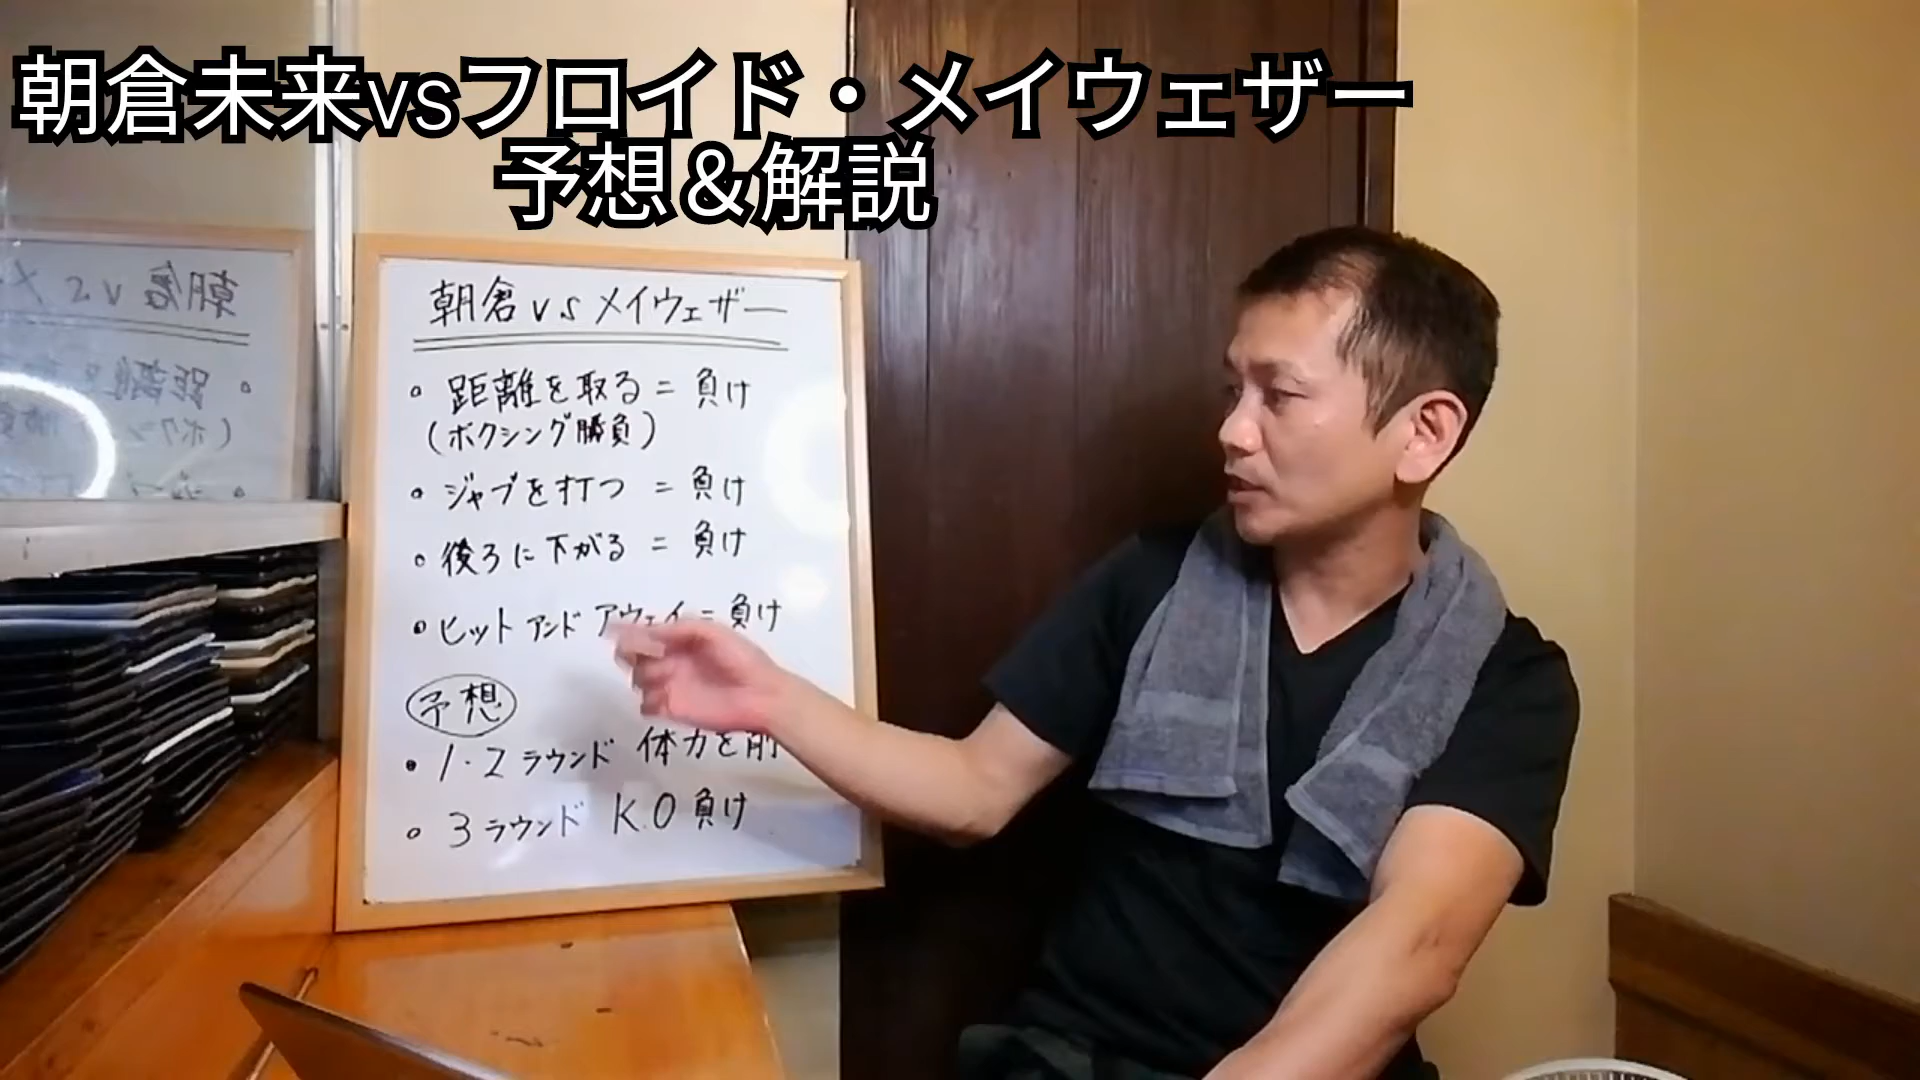 朝倉未来vsフロイド・メイウェザー
予想＆解説
朝倉vsメイウェザー
・距離を取る=負け
(ボクシング勝負)
・ジャブを打つ=負け
・後ろに下がる=負け
・ヒットアンドアウェイ=負け
予想
・1・2ラウンド 体力を削
・3ラウンド K.O負け